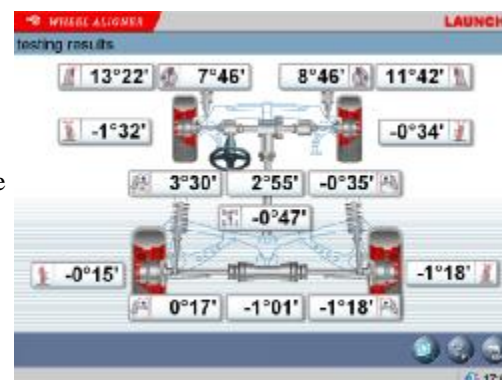 WHEEL ALIGNER LAUNCH
testing results
13°22' 7°46' 8°46' 11°42'
-1°32' -0°34'
e
3°30' 2°55' -0°35'
-0°47'
-0°15' -1°18'
0°17' -1°01' -1°18'